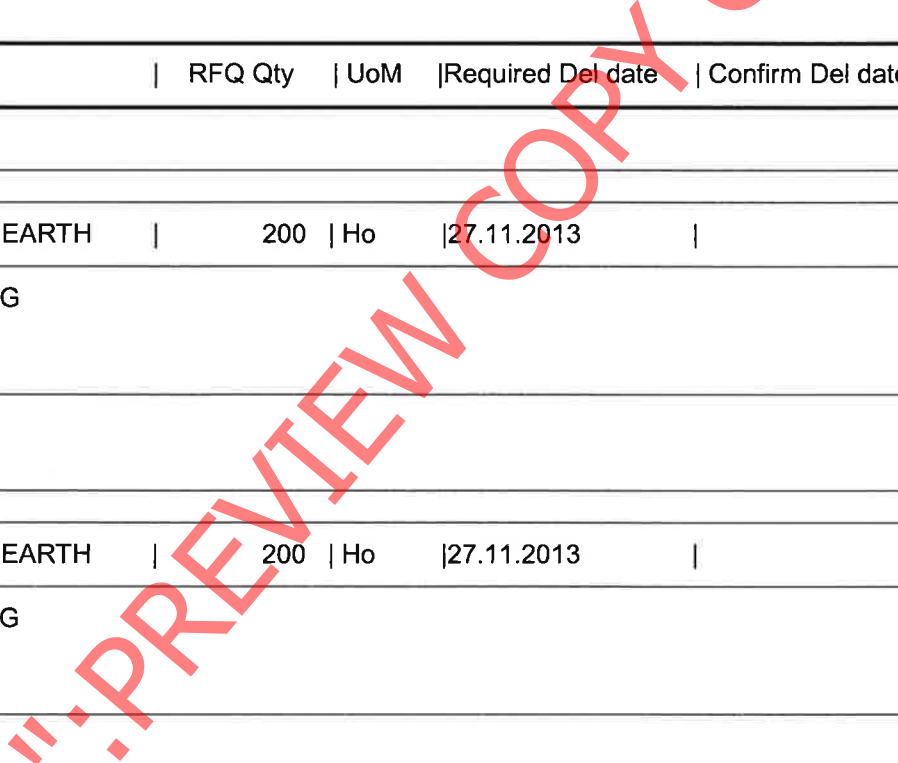 | RFQ Qty | UoM |Required Del date | Confirm Del date
EARTH | 200 | Ho |27.11.2013 |
G
EARTH | 200 | Ho |27.11.2013 |
G
":PREVIEW COPY